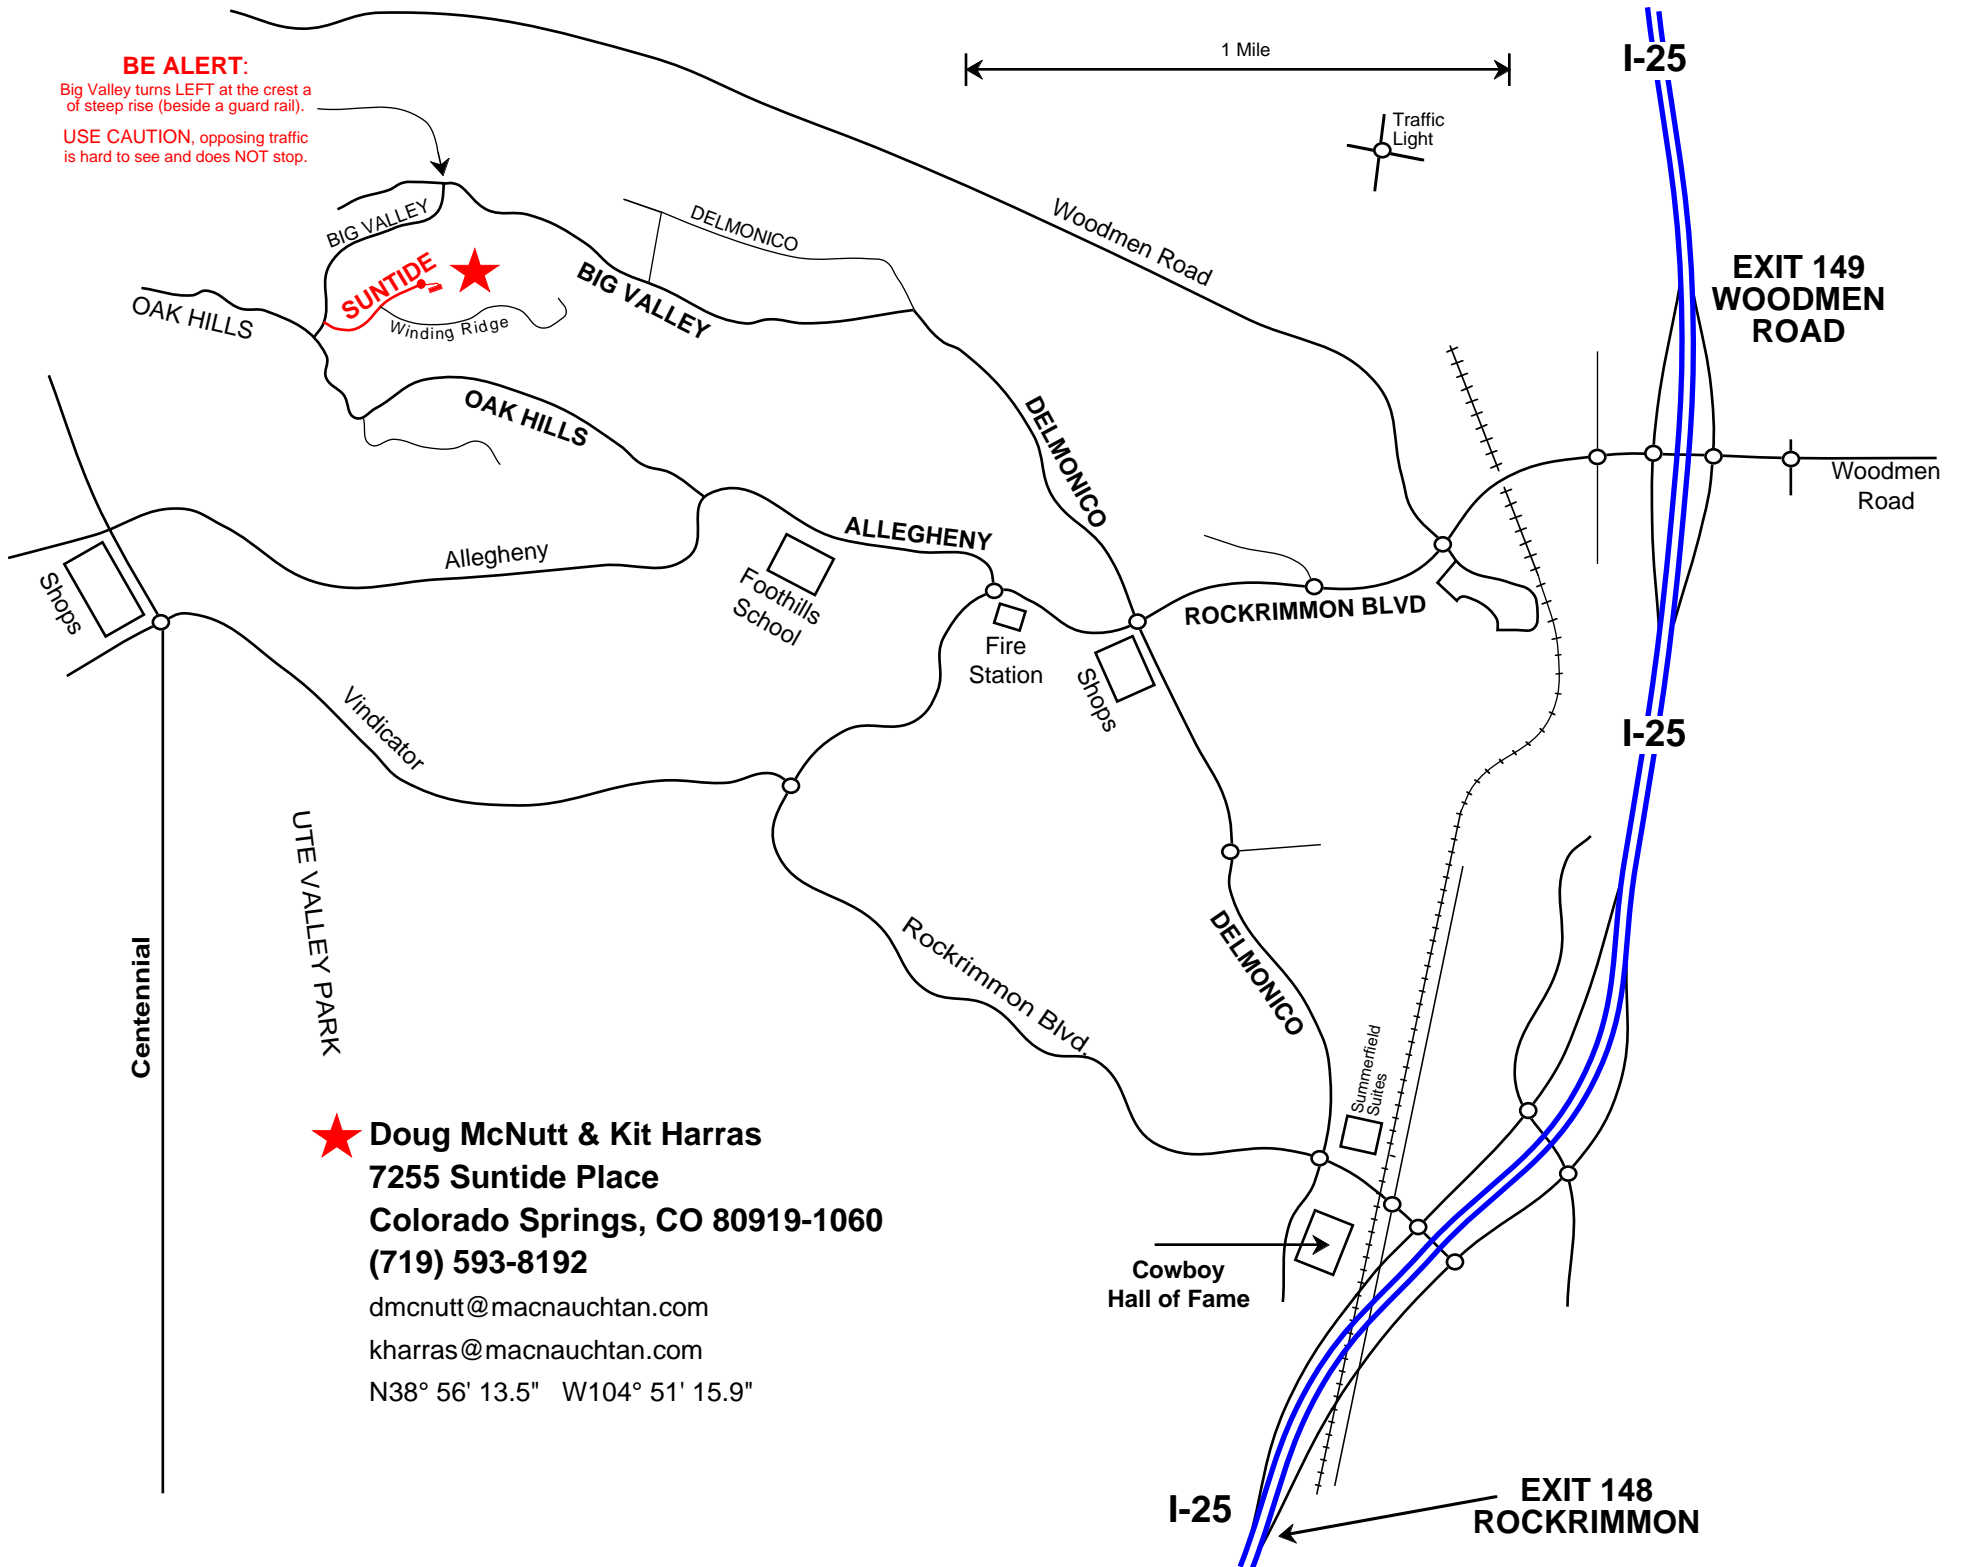 I-25
1 Mile
BE ALERT:
Big Valley turns LEFT at the crest a
of steep rise (beside a guard rail).
USE CAUTION, opposing traffic
is hard to see and does NOT stop.
Traffic
Light
BIG VALLEY
DELMONICO
Woodmen Road
EXIT 149
WOODMEN
ROAD
SUNTIDE
BIG VALLEY
OAK HILLS
Winding Ridge
OAK HILLS
DELMONICO
Woodmen
Road
ALLEGHENY
Allegheny
Foothills
School
Shops
ROCKRIMMON BLVD
Fire
Station
Shops
Vindicator
I-25
UTE VALLEY PARK
Centennial
Rockrimmon Blvd.
DELMONICO
Summerfield
Suites
Doug McNutt & Kit Harras
7255 Suntide Place
Colorado Springs, CO 80919-1060
(719) 593-8192
dmcnutt@macnauchtan.com
kharras@macnauchtan.com
N38° 56' 13.5" W104° 51' 15.9"
Cowboy
Hall of Fame
I-25
EXIT 148
ROCKRIMMON